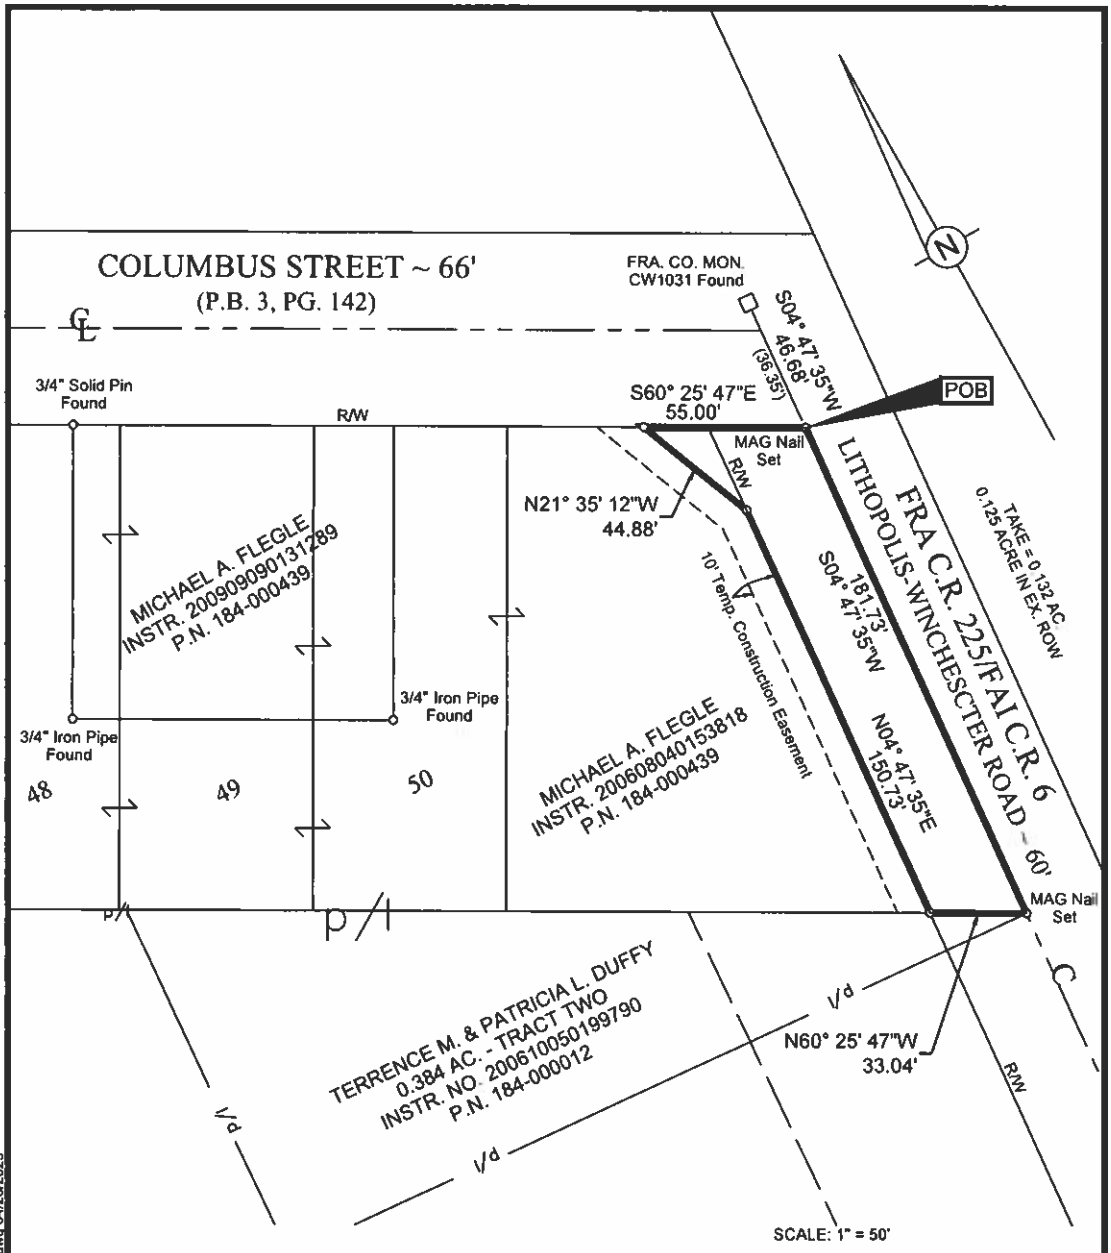 COLUMBUS STREET ~ 66'
(P.B. 3, PG. 142)
CL
FRA. CO. MON.
CW1031 Found
N
S04° 47' 35"W
46.68'
(36.35')
POB
3/4" Solid Pin
Found
R/W
S60° 25' 47"E
55.00'
MAG Nail
Set
R/W
N21° 35' 12"W
44.88'
10' Temp. Construction Easement
181.73'
S04° 47' 35"W
LITHOPOLIS-WINCHESCTER ROAD ~ 60'
FRA C.R. 225/FAI C.R. 6
TAKE = 0.132 AC.
0.125 ACRE IN EX. ROW
MICHAEL A. FLEGLE
INSTR. 200909090131289
P.N. 184-000439
3/4" Iron Pipe
Found
3/4" Iron Pipe
Found
48
49
50
MICHAEL A. FLEGLE
INSTR. 200608040153818
P.N. 184-000439
N04° 47' 35"E
150.73'
MAG Nail
Set
C
P/
p/l
TERRENCE M. & PATRICIA L. DUFFY
0.384 AC. - TRACT TWO
INSTR. NO. 200610050199790
P.N. 184-000012
p/l
p/l
N60° 25' 47"W
33.04'
R/W
p/l
SCALE: 1" = 50'